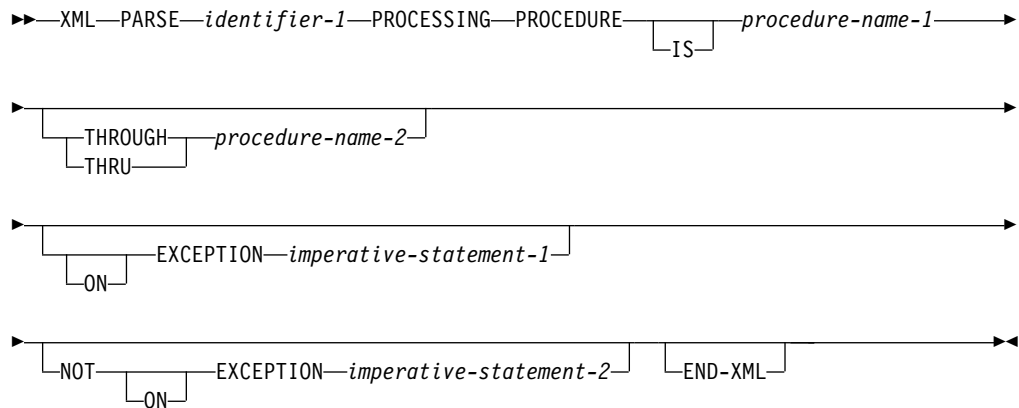 XML PARSE identifier-1 PROCESSING PROCEDURE IS procedure-name-1
THROUGH procedure-name-2
THRU
ON EXCEPTION imperative-statement-1
NOT ON EXCEPTION imperative-statement-2 END-XML